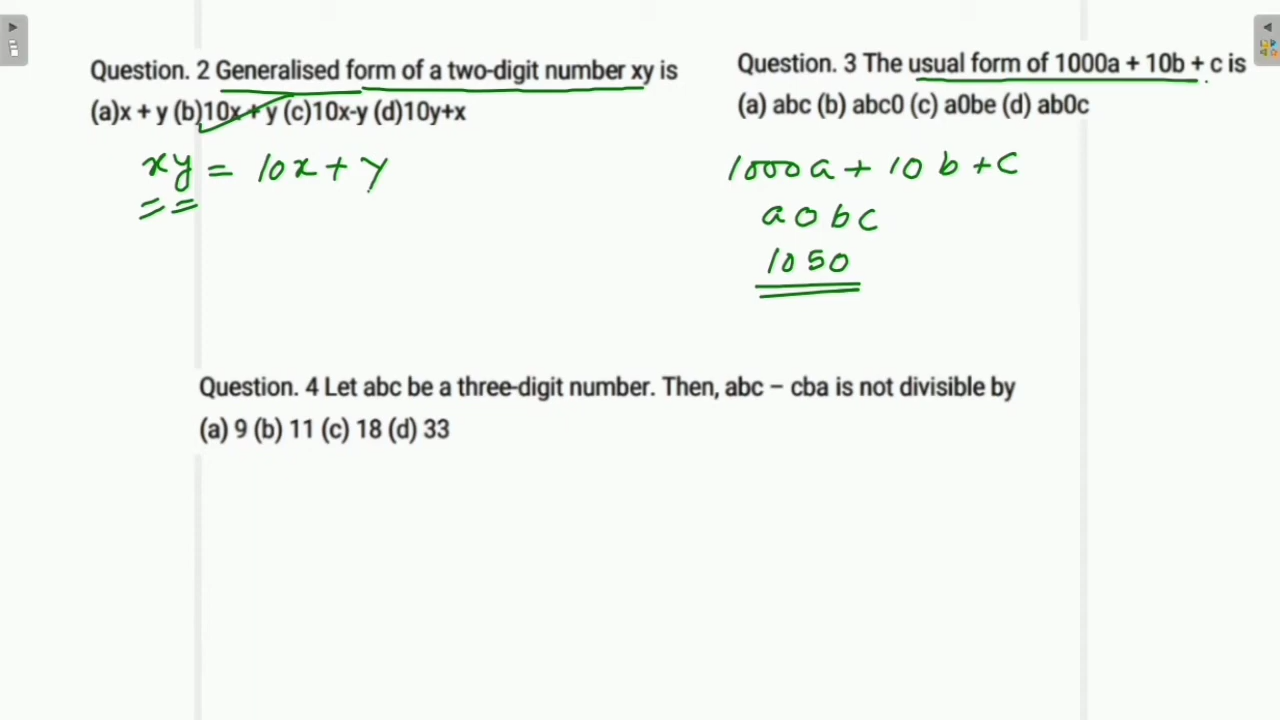 Question. 2 Generalised form of a two-digit number xy is
(a)x + y (b)10x + y (c)10x-y (d)10y+x
xy = 10x + y
Question. 3 The usual form of 1000a + 10b + c is
(a) abc (b) abc0 (c) a0be (d) ab0c
1000a + 10b + c
a0bc
1050
Question. 4 Let abc be a three-digit number. Then, abc – cba is not divisible by
(a) 9 (b) 11 (c) 18 (d) 33